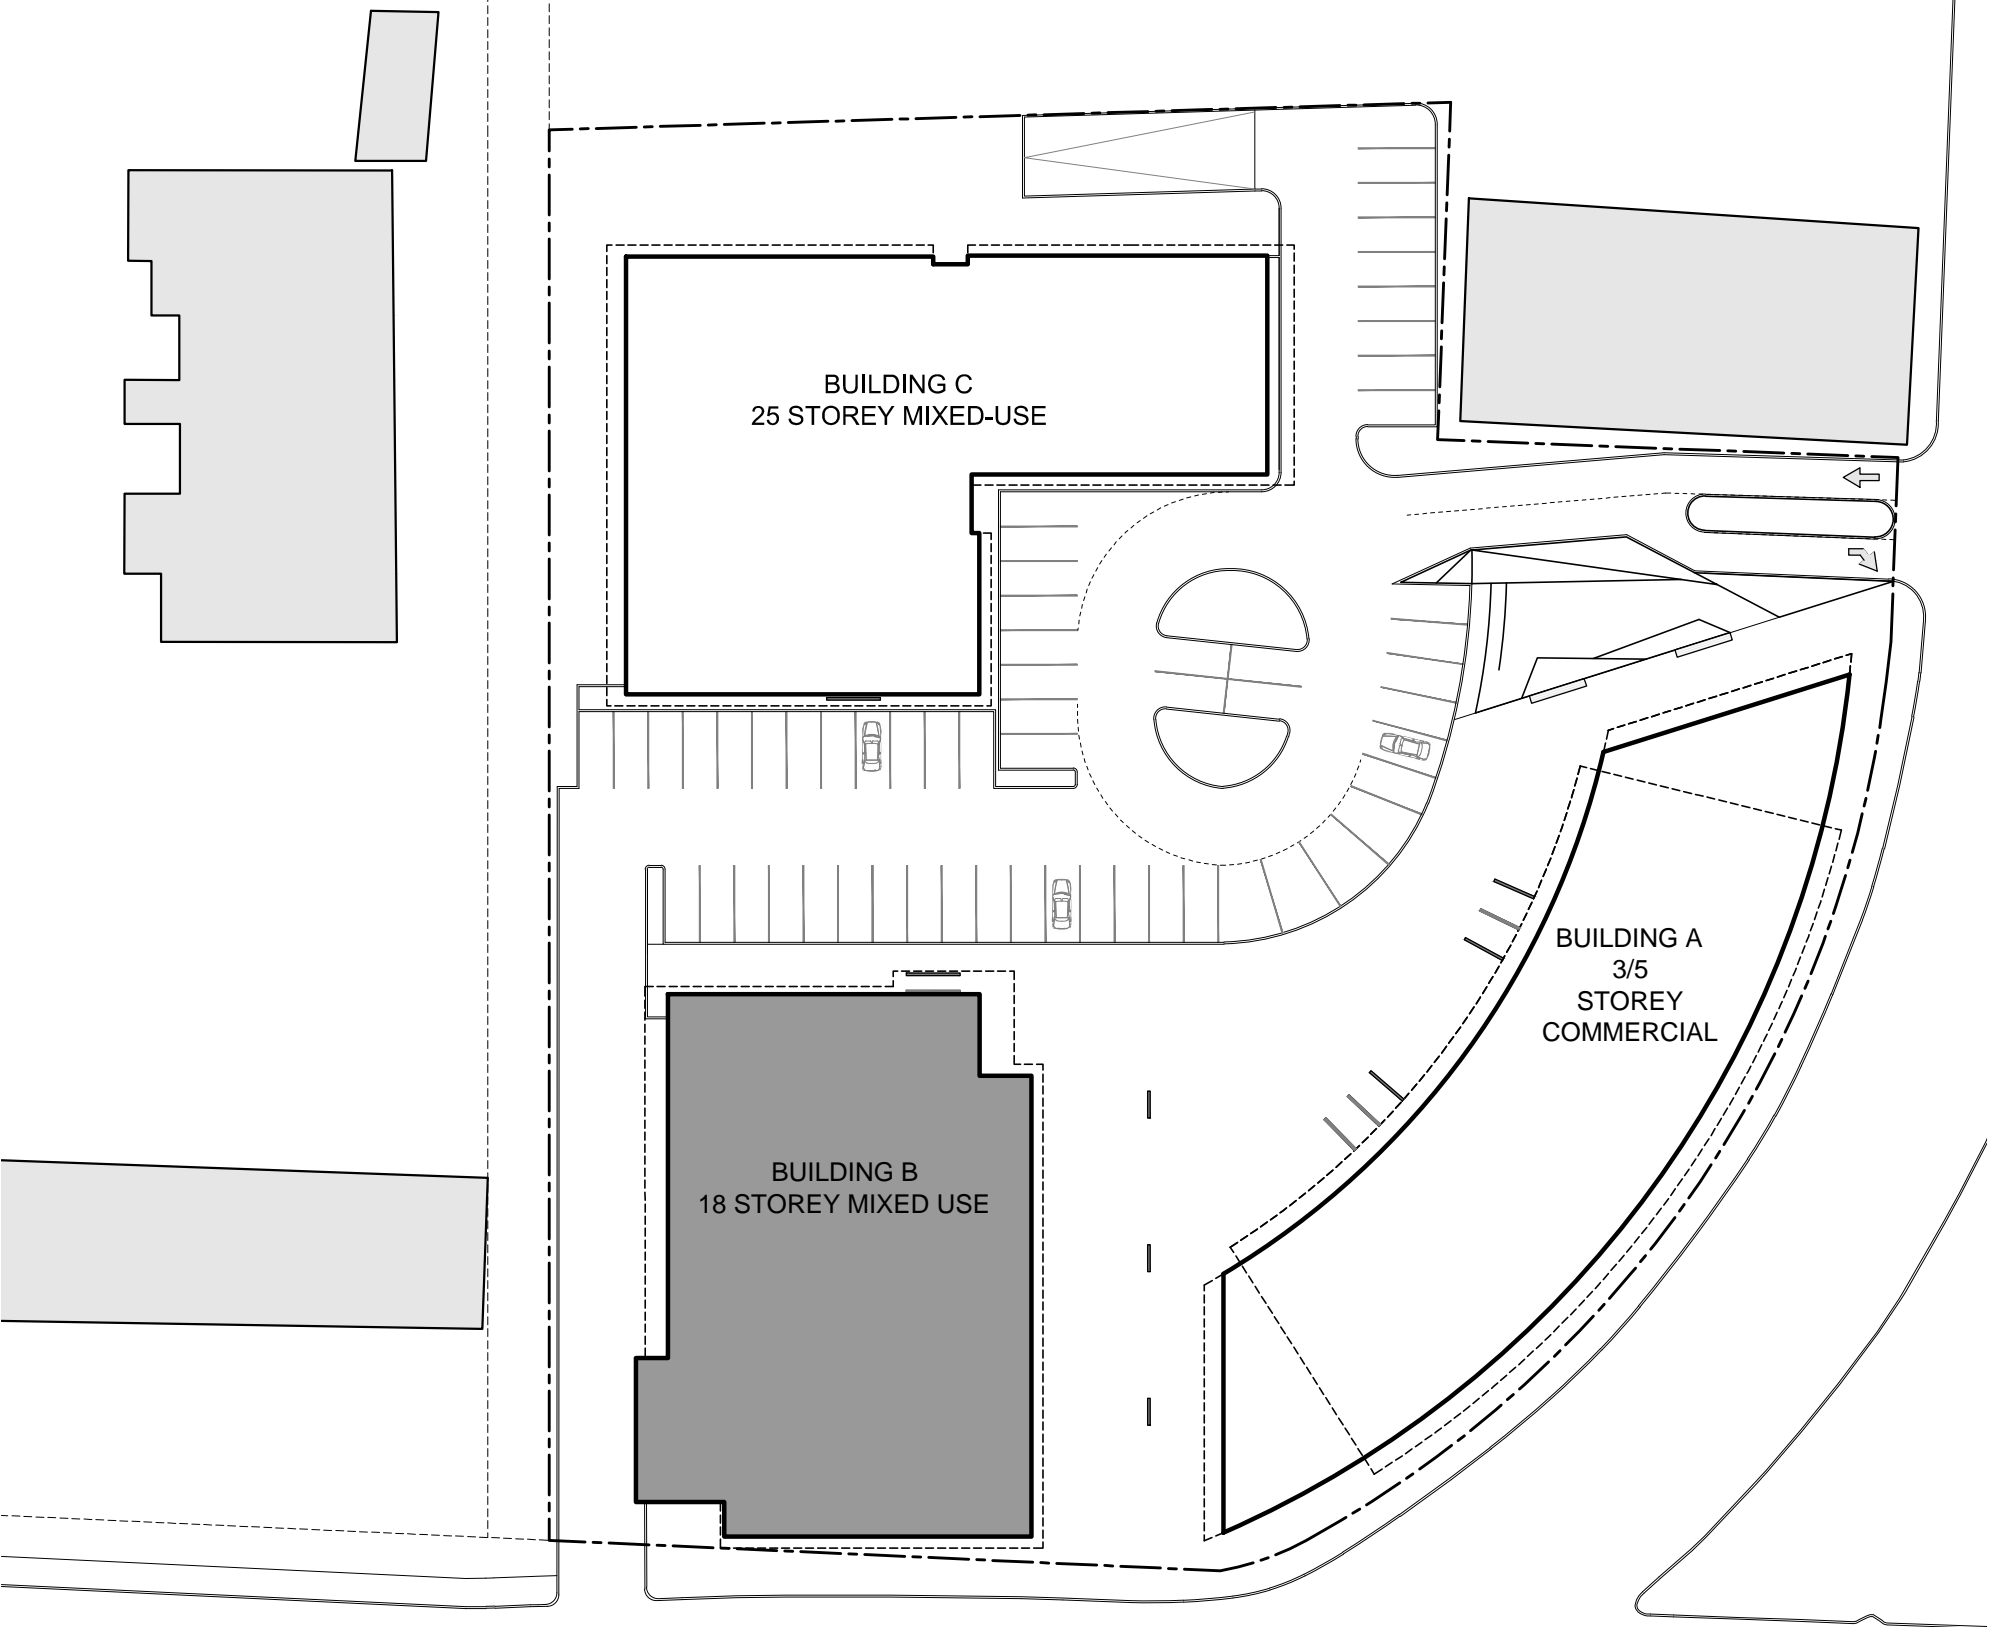 BUILDING C
25 STOREY MIXED-USE
BUILDING A
3/5
STOREY
COMMERCIAL
BUILDING B
18 STOREY MIXED USE